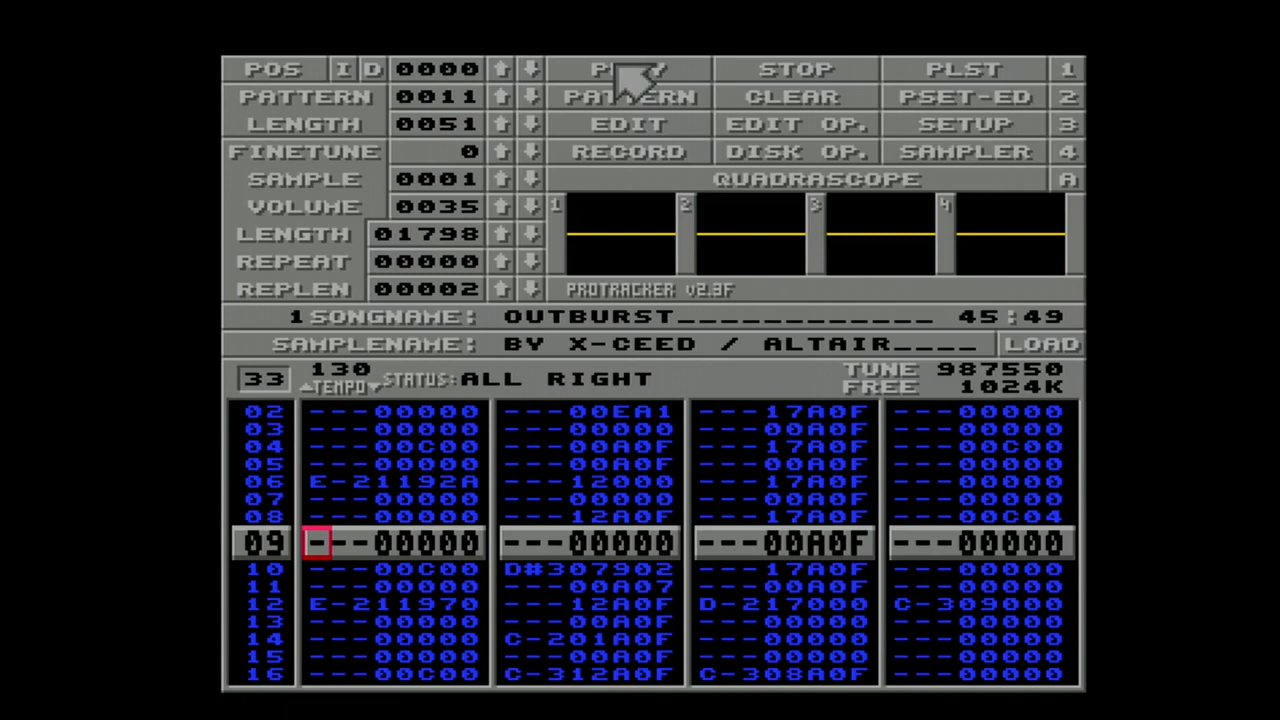 POS I D 0000 STOP PLST 1
PATTERN 0011 CLEAR PSET-ED 2
LENGTH 0051 EDIT EDIT OP. SETUP 3
FINETUNE 0 RECORD DISK OP. SAMPLER 4
SAMPLE 0001 QUADRASCOPE A
VOLUME 0035 1 2 3 4
LENGTH 01798
REPEAT 00000
REPLEN 00002 PROTRACKER v2.3F
1 SONGNAME: OUTBURST____________ 45:49
SAMPLENAME: BY X-CEED / ALTAIR____ LOAD
33 130 TEMPO STATUS:ALL RIGHT TUNE 987550
FREE 1024K
02 ---00000 ---00EA1 ---17A0F ---00000
03 ---00000 ---00000 ---00A0F ---00000
04 ---00C00 ---00A0F ---17A0F ---00C00
05 ---00000 ---00A0F ---00A0F ---00000
06 E-21192A ---12000 ---17A0F ---00000
07 ---00000 ---00000 ---00A0F ---00000
08 ---00000 ---12A0F ---17A0F ---00C04
09 ---00000 ---00000 ---00A0F ---00000
10 ---00C00 D#307902 ---17A0F ---00000
11 ---00000 ---00A07 ---00A0F ---00000
12 E-211970 ---12A0F D-217000 C-309000
13 ---00000 ---00A0F ---00000 ---00000
14 ---00000 C-201A0F ---00000 ---00000
15 ---00000 ---00A0F ---00000 ---00000
16 ---00C00 C-312A0F C-308A0F ---00000